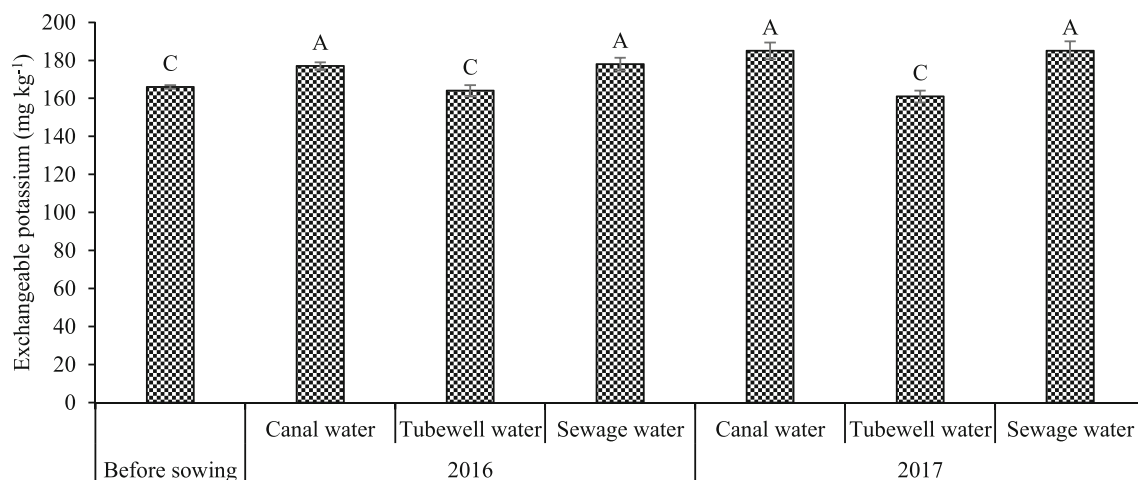 Exchangeable potassium (mg kg⁻¹)
200
180
160
140
120
100
80
60
40
20
0
C
A
C
A
A
C
A
Canal water Tubewell water Sewage water Canal water Tubewell water Sewage water
Before sowing 2016 2017